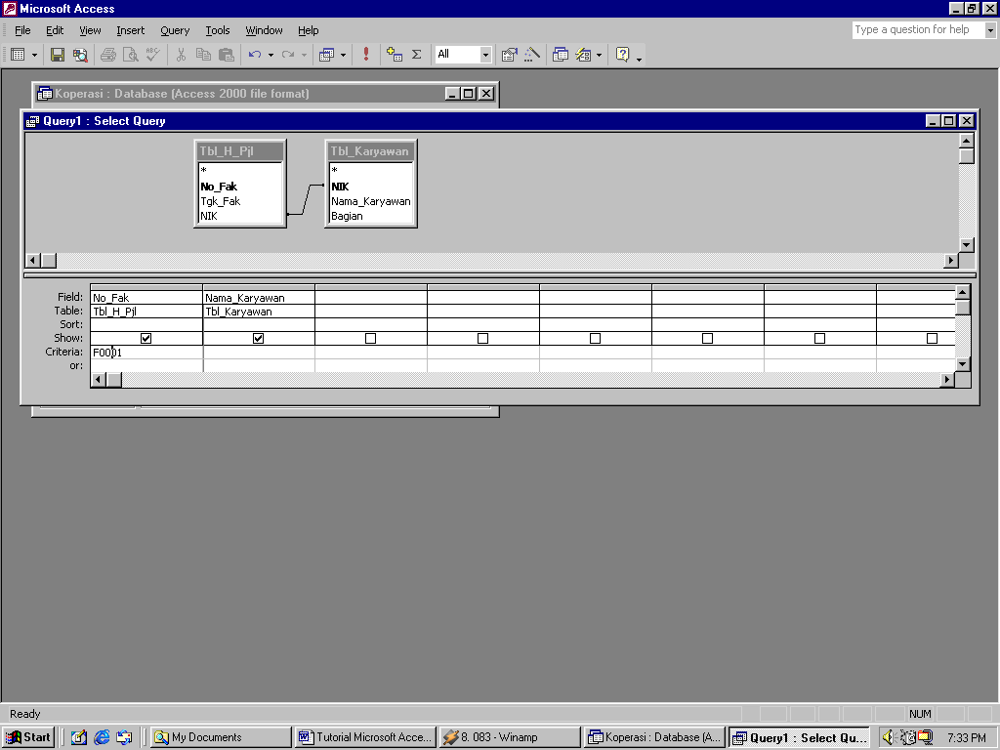 Microsoft Access
File Edit View Insert Query Tools Window Help
Type a question for help
All
Koperasi : Database (Access 2000 file format)
Query1 : Select Query
Tbl_H_Pjl
*
No_Fak
Tgk_Fak
NIK
Tbl_Karyawan
*
NIK
Nama_Karyawan
Bagian
Field: No_Fak Nama_Karyawan
Table: Tbl_H_Pjl Tbl_Karyawan
Sort:
Show:
Criteria: F0001
or:
Ready NUM
Start My Documents Tutorial Microsoft Acce... 8. 083 - Winamp Koperasi : Database (A... Query1 : Select Qu... 7:33 PM